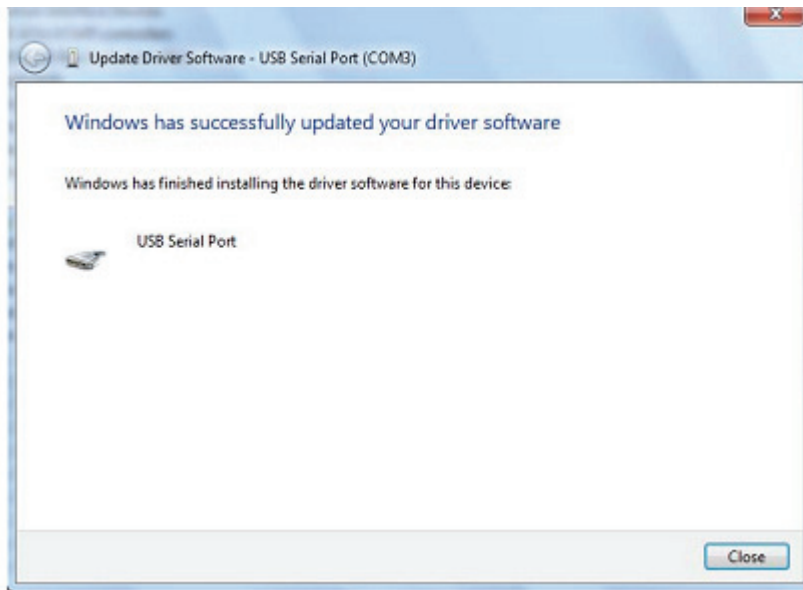 Update Driver Software - USB Serial Port (COM3)
Windows has successfully updated your driver software
Windows has finished installing the driver software for this device:
USB Serial Port
Close